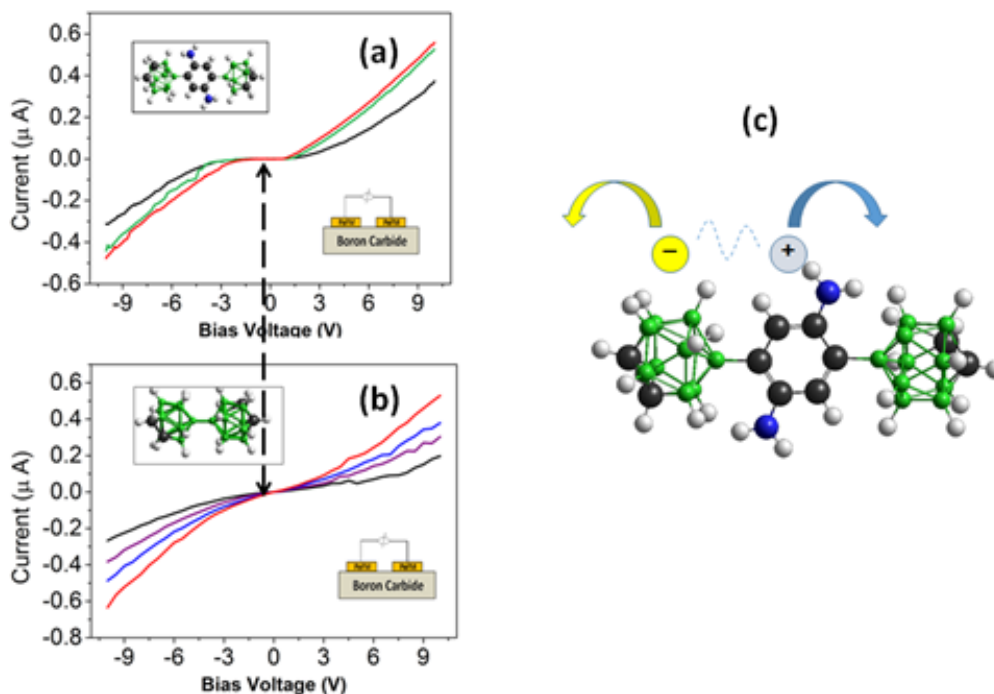 (a)
Current (μ A)
0.6
0.4
0.2
0.0
-0.2
-0.4
-0.6
-9 -6 -3 0 3 6 9
Bias Voltage (V)
Boron Carbide
(b)
Current (μ A)
0.6
0.4
0.2
0.0
-0.2
-0.4
-0.6
-0.8
-9 -6 -3 0 3 6 9
Bias Voltage (V)
Boron Carbide
(c)
−
+